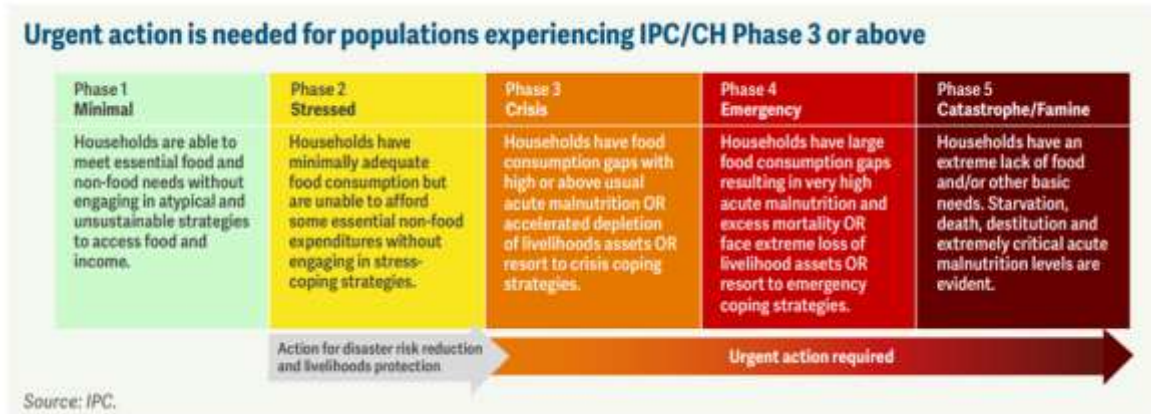 Urgent action is needed for populations experiencing IPC/CH Phase 3 or above
Phase 1
Minimal
Households are able to
meet essential food and
non-food needs without
engaging in atypical and
unsustainable strategies
to access food and
income.
Phase 2
Stressed
Households have
minimally adequate
food consumption but
are unable to afford
some essential non-food
expenditures without
engaging in stress-
coping strategies.
Phase 3
Crisis
Households have food
consumption gaps with
high or above usual
acute malnutrition OR
accelerated depletion
of livelihoods assets OR
resort to crisis coping
strategies.
Phase 4
Emergency
Households have large
food consumption gaps
resulting in very high
acute malnutrition and
excess mortality OR
face extreme loss of
livelihood assets OR
resort to emergency
coping strategies.
Phase 5
Catastrophe/Famine
Households have an
extreme lack of food
and/or other basic
needs. Starvation,
death, destitution and
extremely critical acute
malnutrition levels are
evident.
Action for disaster risk reduction
and livelihoods protection
Urgent action required
Source: IPC.